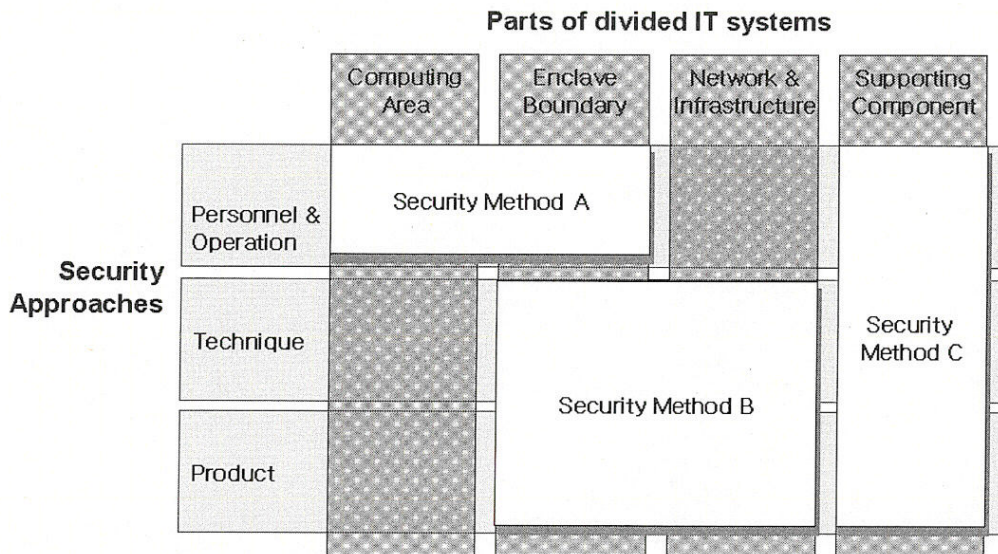 Parts of divided IT systems
Computing
Area
Enclave
Boundary
Network &
Infrastructure
Supporting
Component
Security
Approaches
Personnel &
Operation
Technique
Product
Security Method A
Security Method B
Security
Method C